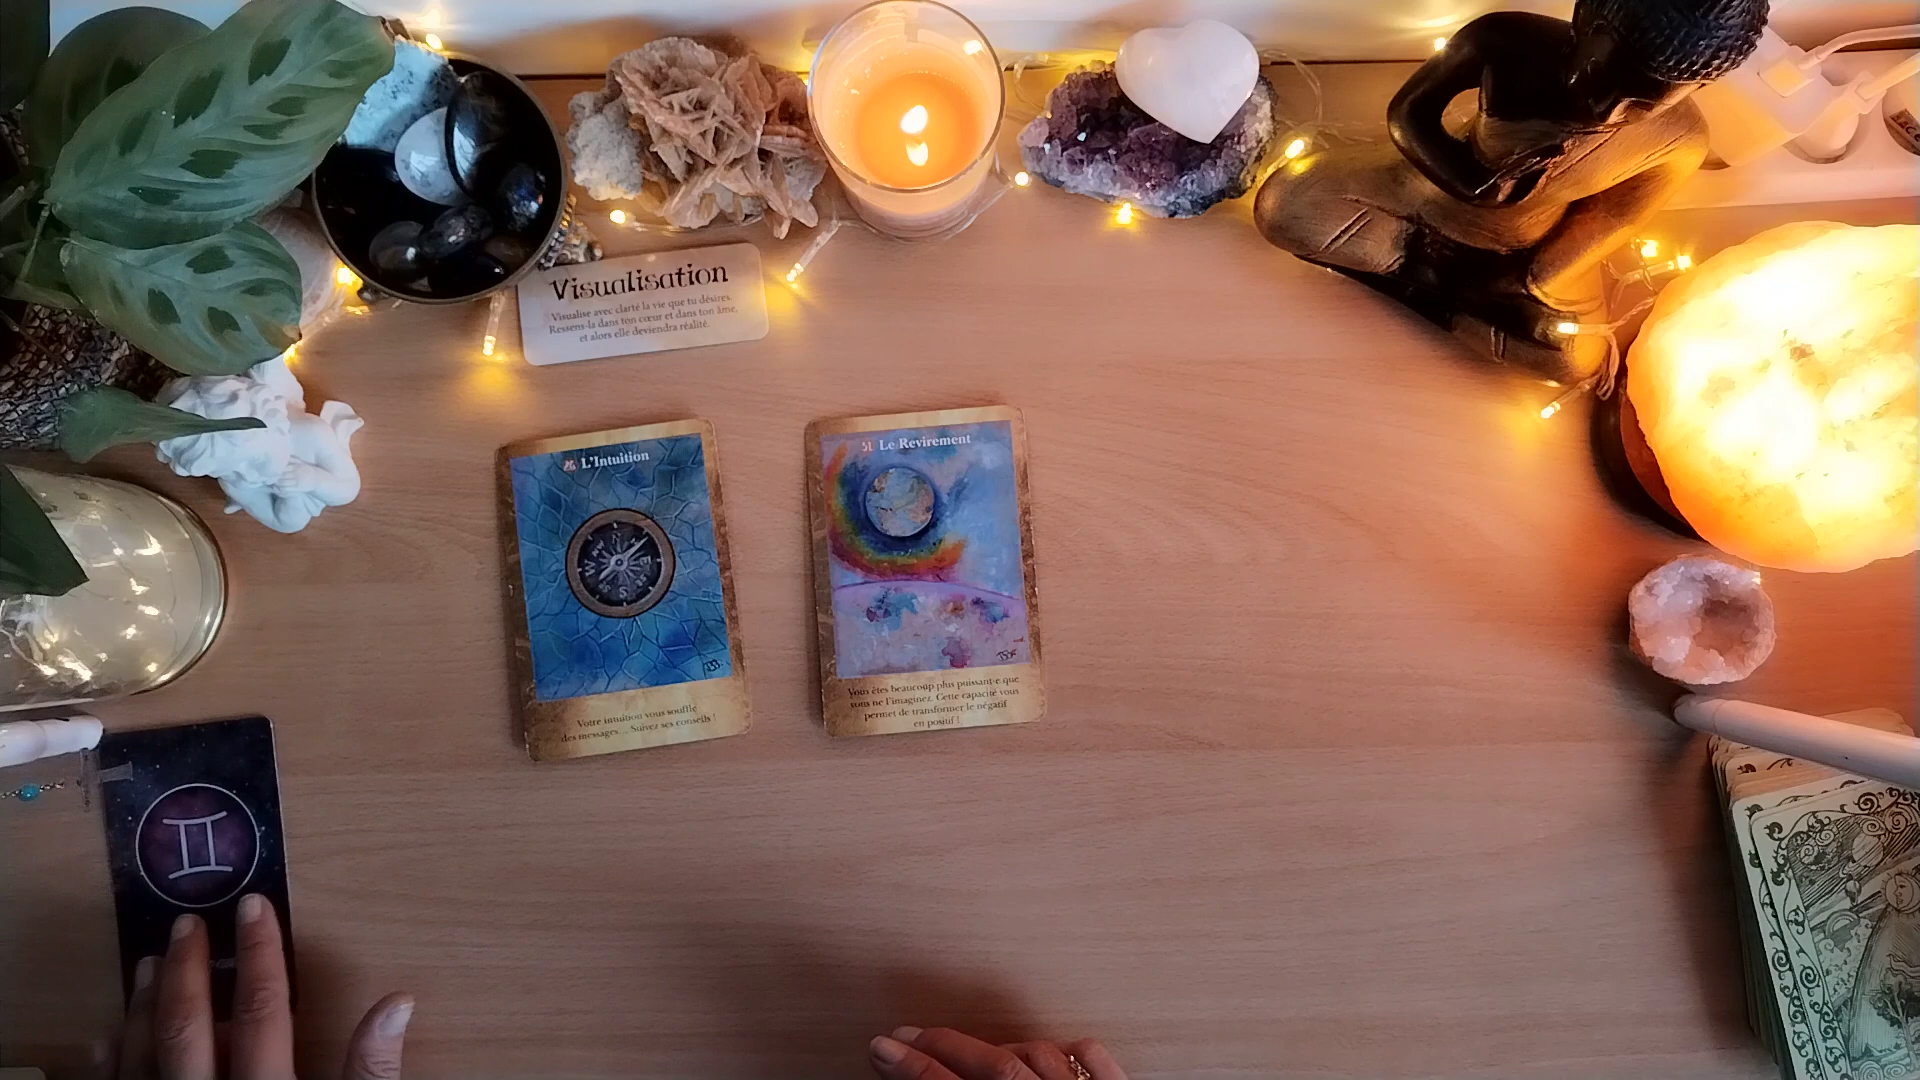 Visualisation
Visualise avec clarté la vie que tu désires.
Ressens-la dans ton cœur et dans ton âme,
et alors elle deviendra réalité.
L'Intuition
N
W
E
S
Votre intuition vous souffle
des messages... Suivez ses conseils !
51 Le Revirement
Vous êtes beaucoup plus puissant·e que
vous ne l'imaginez. Cette capacité vous
permet de transformer le négatif
en positif !